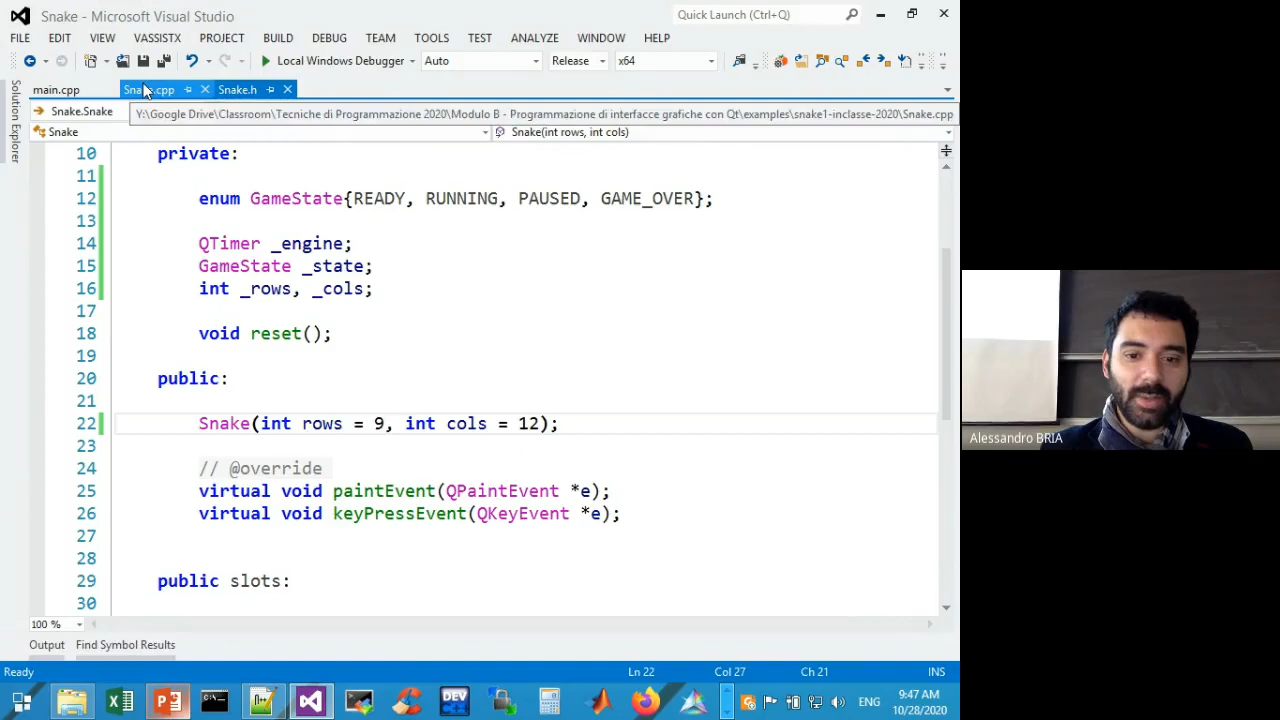 Snake - Microsoft Visual Studio
Quick Launch (Ctrl+Q)
FILE EDIT VIEW VASSISTX PROJECT BUILD DEBUG TEAM TOOLS TEST ANALYZE WINDOW HELP
Local Windows Debugger Auto Release x64
main.cpp Snake.cpp Snake.h
Solution Explorer
Snake.Snake
Y:\Google Drive\Classroom\Tecniche di Programmazione 2020\Modulo B - Programmazione di interfacce grafiche con Qt\examples\snake1-inclasse-2020\Snake.cpp
Snake Snake(int rows, int cols)
10 private:
11
12 enum GameState{READY, RUNNING, PAUSED, GAME_OVER};
13
14 QTimer _engine;
15 GameState _state;
16 int _rows, _cols;
17
18 void reset();
19
20 public:
21
22 Snake(int rows = 9, int cols = 12);
23
24 // @override
25 virtual void paintEvent(QPaintEvent *e);
26 virtual void keyPressEvent(QKeyEvent *e);
27
28
29 public slots:
30
100 %
Output Find Symbol Results
Ready Ln 22 Col 27 Ch 21 INS
DEV
ENG
9:47 AM
10/28/2020
Alessandro BRIA